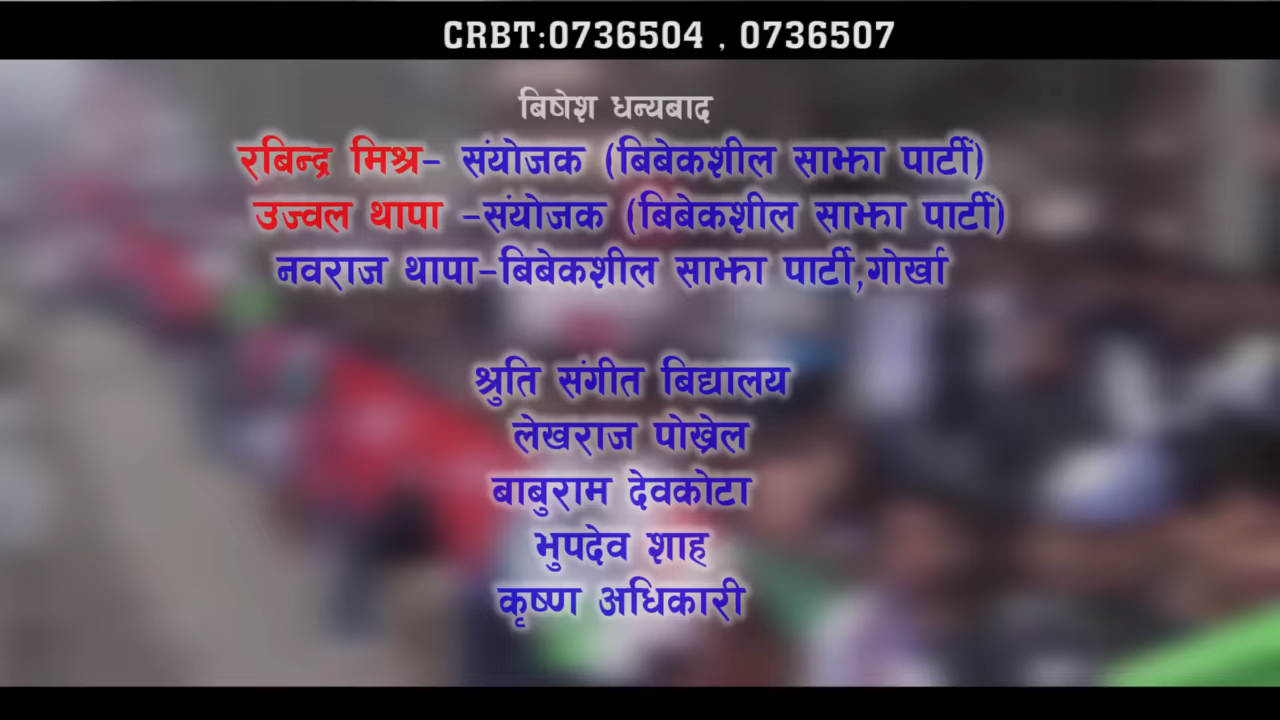 CRBT:0736504 , 0736507
बिषेश धन्यबाद
रबिन्द्र मिश्र- संयोजक (बिबेकशील साझा पार्टी)
उज्वल थापा -संयोजक (बिबेकशील साझा पार्टी)
नवराज थापा-बिबेकशील साझा पार्टी,गोर्खा
श्रुति संगीत बिद्यालय
लेखराज पोख्रेल
बाबुराम देवकोटा
भुपदेव शाह
कृष्ण अधिकारी